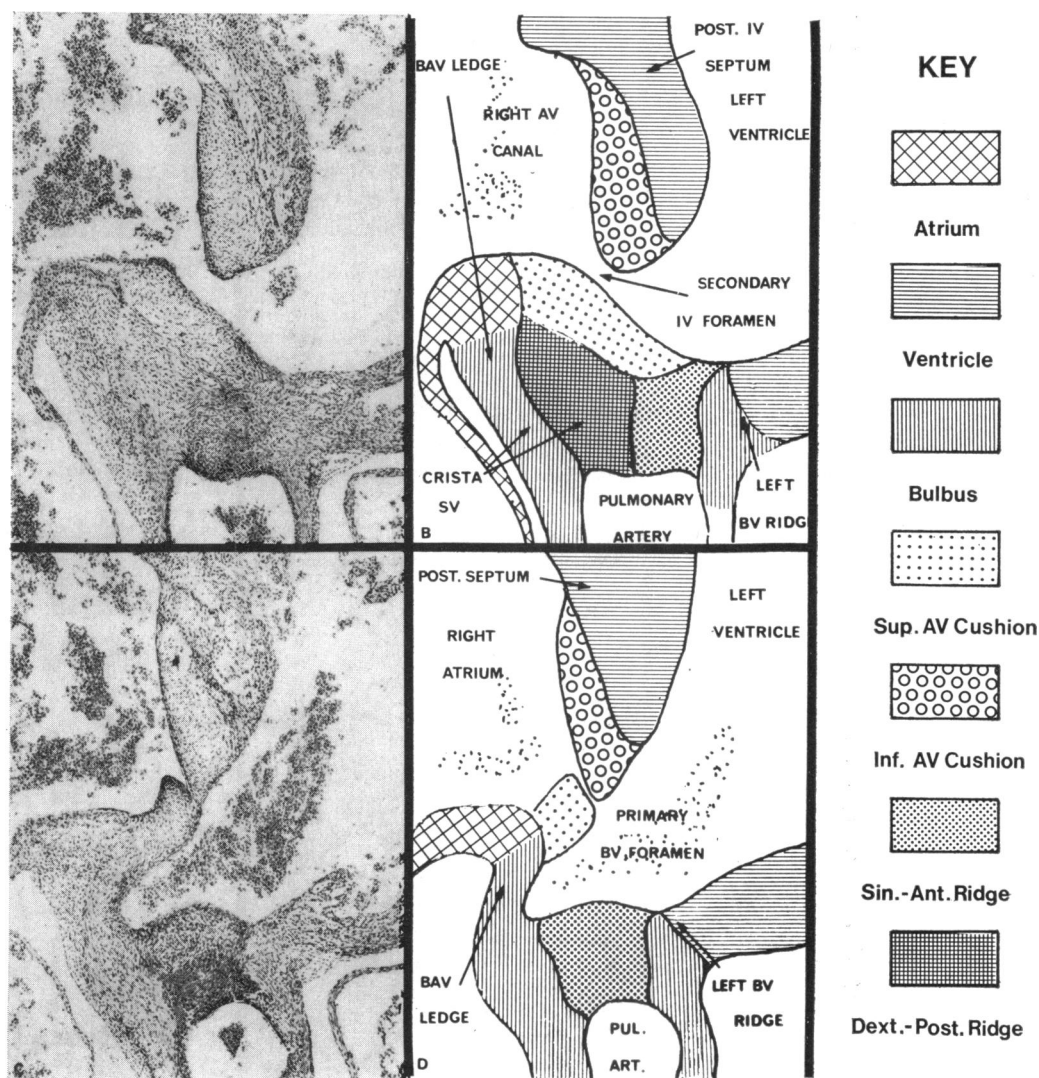 POST. IV
SEPTUM
LEFT
VENTRICLE
BAV LEDGE
RIGHT AV
CANAL
SECONDARY
IV FORAMEN
CRISTA
SV
PULMONARY
ARTERY
LEFT
BV RIDGE
B
POST. SEPTUM
LEFT
VENTRICLE
RIGHT
ATRIUM
PRIMARY
BV FORAMEN
BAV
LEDGE
LEFT BV
RIDGE
PUL.
ART.
C
D
KEY
Atrium
Ventricle
Bulbus
Sup. AV Cushion
Inf. AV Cushion
Sin.-Ant. Ridge
Dext.-Post. Ridge